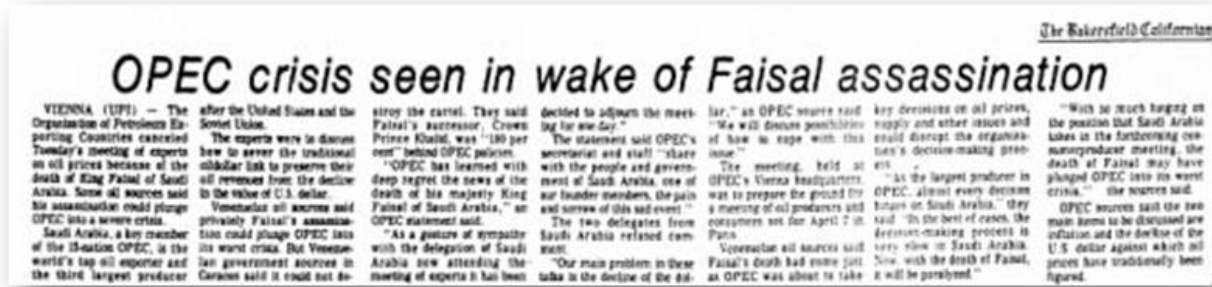 The Bakersfield Californian
OPEC crisis seen in wake of Faisal assassination
VIENNA (UPI) — The
Organization of Petroleum Ex-
porting Countries canceled
Tuesday's meeting of experts
on oil prices because of the
death of King Faisal of Saudi
Arabia. Some oil sources said
his assassination could plunge
OPEC into a severe crisis.
Saudi Arabia, a key member
of the 13-nation OPEC, is the
world's top oil exporter and
the third largest producer
after the United States and the
Soviet Union.
The experts were to discuss
how to sever the traditional
oildollar link to preserve their
oil revenues from the decline
in the value of U.S. dollar.
Venezuelan oil sources said
privately Faisal's assassina-
tion could plunge OPEC into
its worst crisis. But Venezue-
lan government sources in
Caracas said it could not de-
stroy the cartel. They said
Faisal's successor, Crown
Prince Khalid, was "100 per
cent" behind OPEC policies.
"OPEC has learned with
deep regret the news of the
death of his majesty King
Faisal of Saudi Arabia," an
OPEC statement said.
"As a gesture of sympathy
with the delegation of Saudi
Arabia now attending the
meeting of experts it has been
decided to adjourn the meet-
ing for one day."
The statement said OPEC's
secretariat and staff "share
with the people and govern-
ment of Saudi Arabia, one of
our founder members, the pain
and sorrow of this sad event"
The two delegates from
Saudi Arabia refused com-
ment.
"Our main problem in these
talks is the decline of the dol-
lar," an OPEC source said
"We will discuss possibilities
of how to cope with this
issue."
The meeting, held at
OPEC's Vienna headquarters,
was to prepare the ground for
a meeting of oil producers and
consumers set for April 7 in
Paris.
Venezuelan oil sources said
Faisal's death had come just
as OPEC was about to take
key decisions on oil prices,
supply and other issues and
could disrupt the organiza-
tion's decision-making proc-
ess
"As the largest producer in
OPEC, almost every decision
hinges on Saudi Arabia," they
said "In the best of cases, the
decision-making process is
very slow in Saudi Arabia.
Now, with the death of Faisal,
it will be paralyzed."
"With so much hinging on
the position that Saudi Arabia
takes in the forthcoming con-
sumerproducer meeting, the
death of Faisal may have
plunged OPEC into its worst
crisis," the sources said.
OPEC sources said the two
main items to be discussed are
inflation and the decline of the
U.S. dollar against which oil
prices have traditionally been
figured.